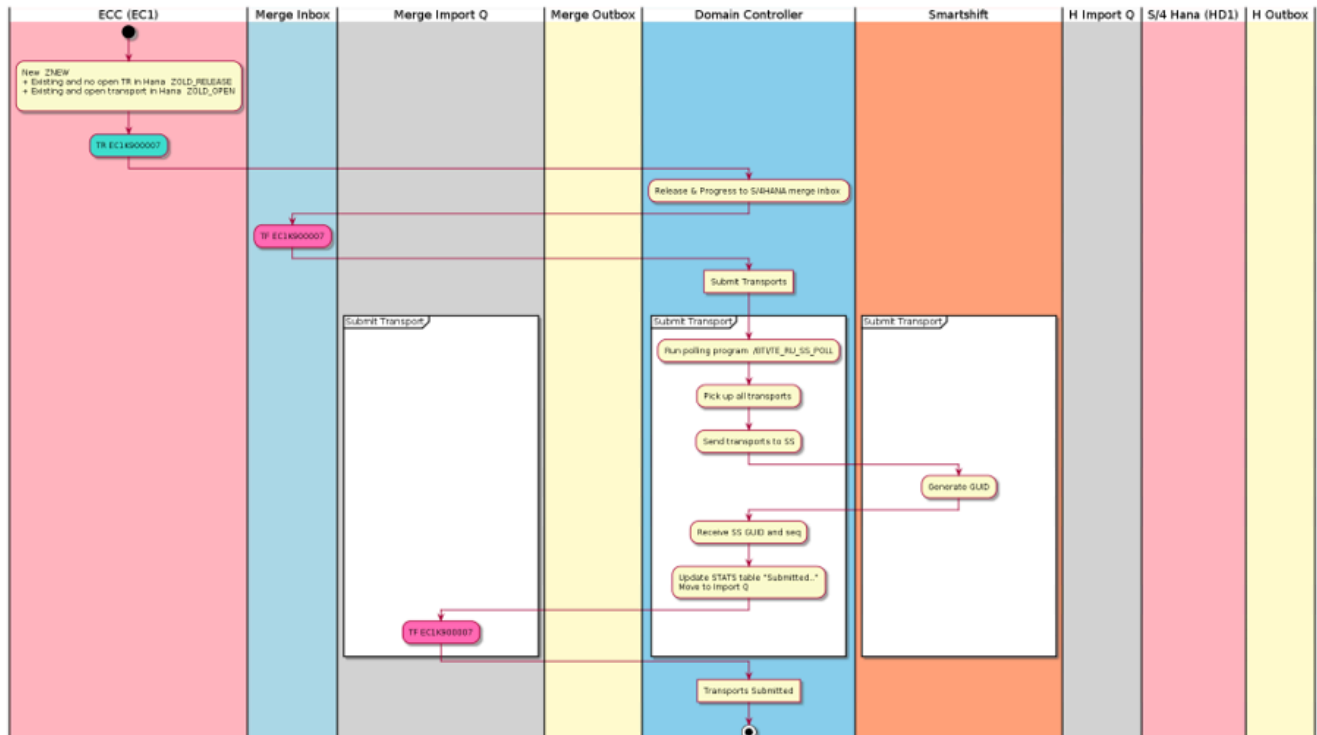 ECC (EC1) Merge Inbox Merge Import Q Merge Outbox Domain Controller Smartshift H Import Q S/4 Hana (HD1) H Outbox
New ZNEW
+ Existing and no open TR in Hana ZOLD_RELEASE
+ Existing and open transport in Hana ZOLD_OPEN
TR EC1K900007
Release & Progress to S/4HANA merge inbox
TF EC1K900007
Submit Transports
Submit Transport Submit Transport Submit Transport
Run polling program /BTI/TE_RU_SS_POLL
Pick up all transports
Send transports to SS
Generate GUID
Receive SS GUID and seq
Update STATS table "Submitted.."
Move to Import Q
TF EC1K900007
Transports Submitted